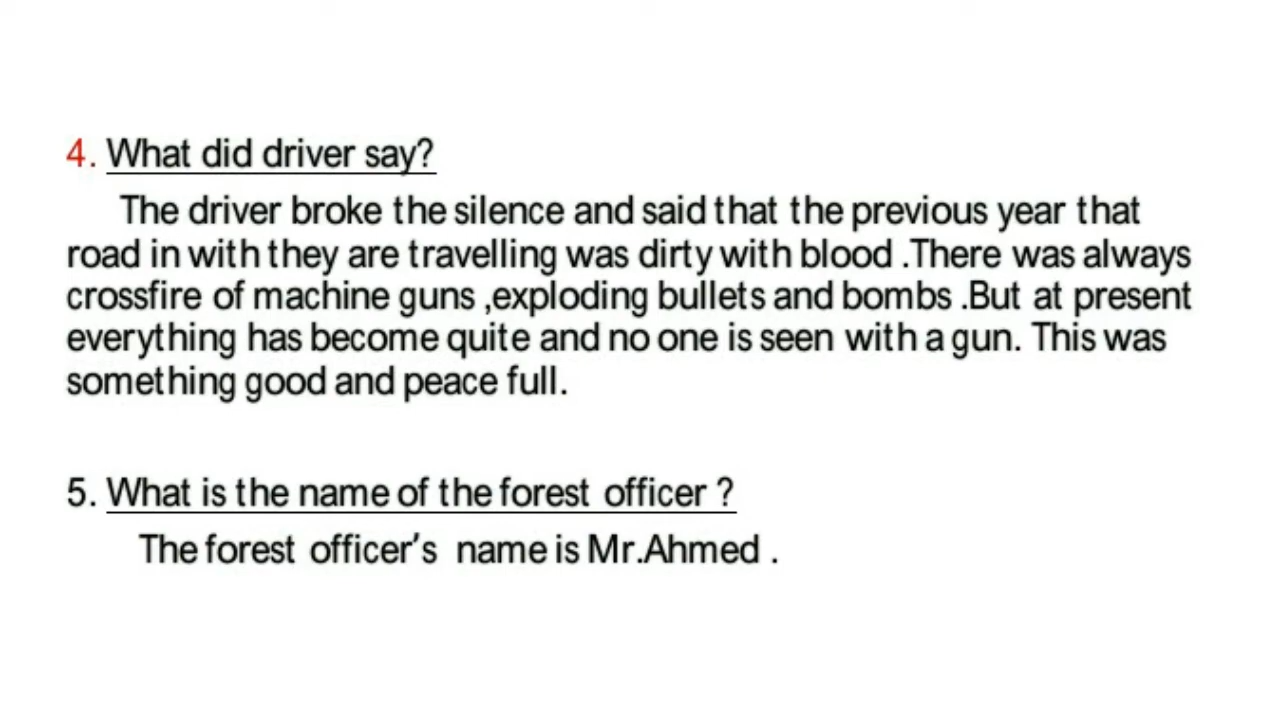 4. What did driver say?
The driver broke the silence and said that the previous year that
road in with they are travelling was dirty with blood .There was always
crossfire of machine guns ,exploding bullets and bombs .But at present
everything has become quite and no one is seen with a gun. This was
something good and peace full.
5. What is the name of the forest officer ?
The forest officer's name is Mr.Ahmed .